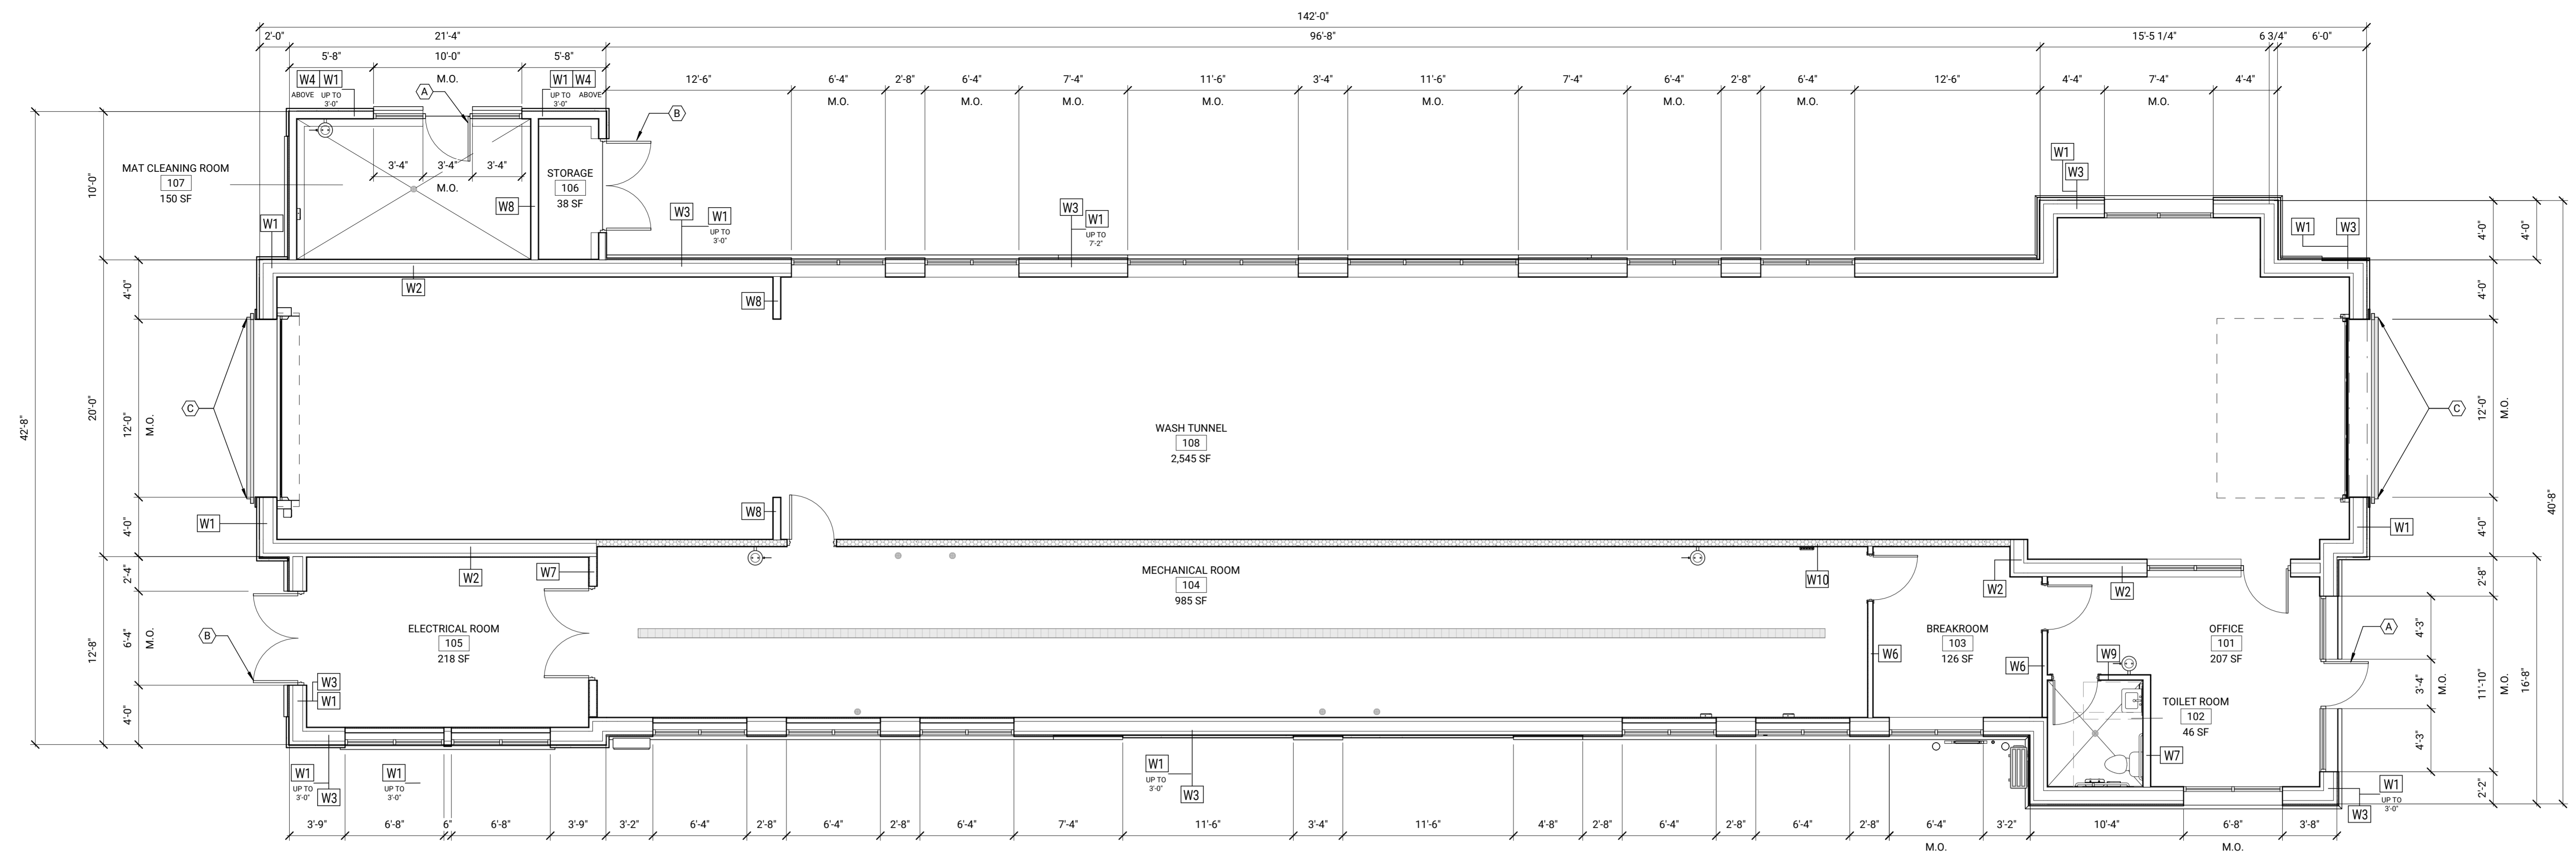 142'-0"
2'-0" 21'-4" 96'-8" 15'-5 1/4" 6 3/4" 6'-0"
5'-8" 10'-0" 5'-8"
M.O.
12'-6" 6'-4" 2'-8" 6'-4" 7'-4" 11'-6" 3'-4" 11'-6" 7'-4" 6'-4" 2'-8" 6'-4" 12'-6" 4'-4" 7'-4" 4'-4"
M.O. M.O. M.O. M.O. M.O. M.O. M.O. M.O.
W4 W1
ABOVE UP TO
3'-0"
A
W1 W4
UP TO ABOVE
3'-0"
B
3'-4" 3'-4" 3'-4"
M.O.
MAT CLEANING ROOM
107
150 SF
STORAGE
106
38 SF
W8
W1
W2
W3
W1
UP TO
3'-0"
W3
W1
UP TO
7'-2"
W1
W3
W1 W3
42'-8"
10'-0"
20'-0"
12'-8"
4'-0"
12'-0"
M.O.
4'-0"
2'-4"
6'-4"
M.O.
4'-0"
W8
C
WASH TUNNEL
108
2,545 SF
C
W8
W1
W1
4'-0"
4'-0"
4'-0"
12'-0"
M.O.
4'-0"
40'-8"
2'-8"
11'-10"
M.O.
16'-8"
2'-2"
4'-3"
3'-4"
M.O.
4'-3"
W2
W7
MECHANICAL ROOM
104
985 SF
W10
W2
W2
B
ELECTRICAL ROOM
105
218 SF
BREAKROOM
103
126 SF
OFFICE
101
207 SF
A
W6
W6
W9
W3
W1
TOILET ROOM
102
46 SF
W7
W1
UP TO
3'-0"
W3
W1
UP TO
3'-0"
W1
UP TO
3'-0"
W3
W1
UP TO
3'-0"
W3
3'-9" 6'-8" 6" 6'-8" 3'-9" 3'-2" 6'-4" 2'-8" 6'-4" 2'-8" 6'-4" 7'-4" 11'-6" 3'-4" 11'-6" 4'-8" 2'-8" 6'-4" 2'-8" 6'-4" 2'-8" 6'-4" 3'-2" 10'-4" 6'-8" 3'-8"
M.O. M.O.